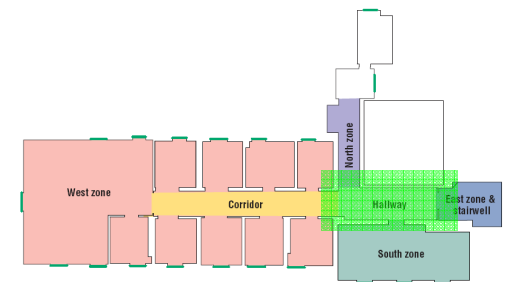 North zone
West zone
Corridor
Hallway
East zone &
stairwell
South zone